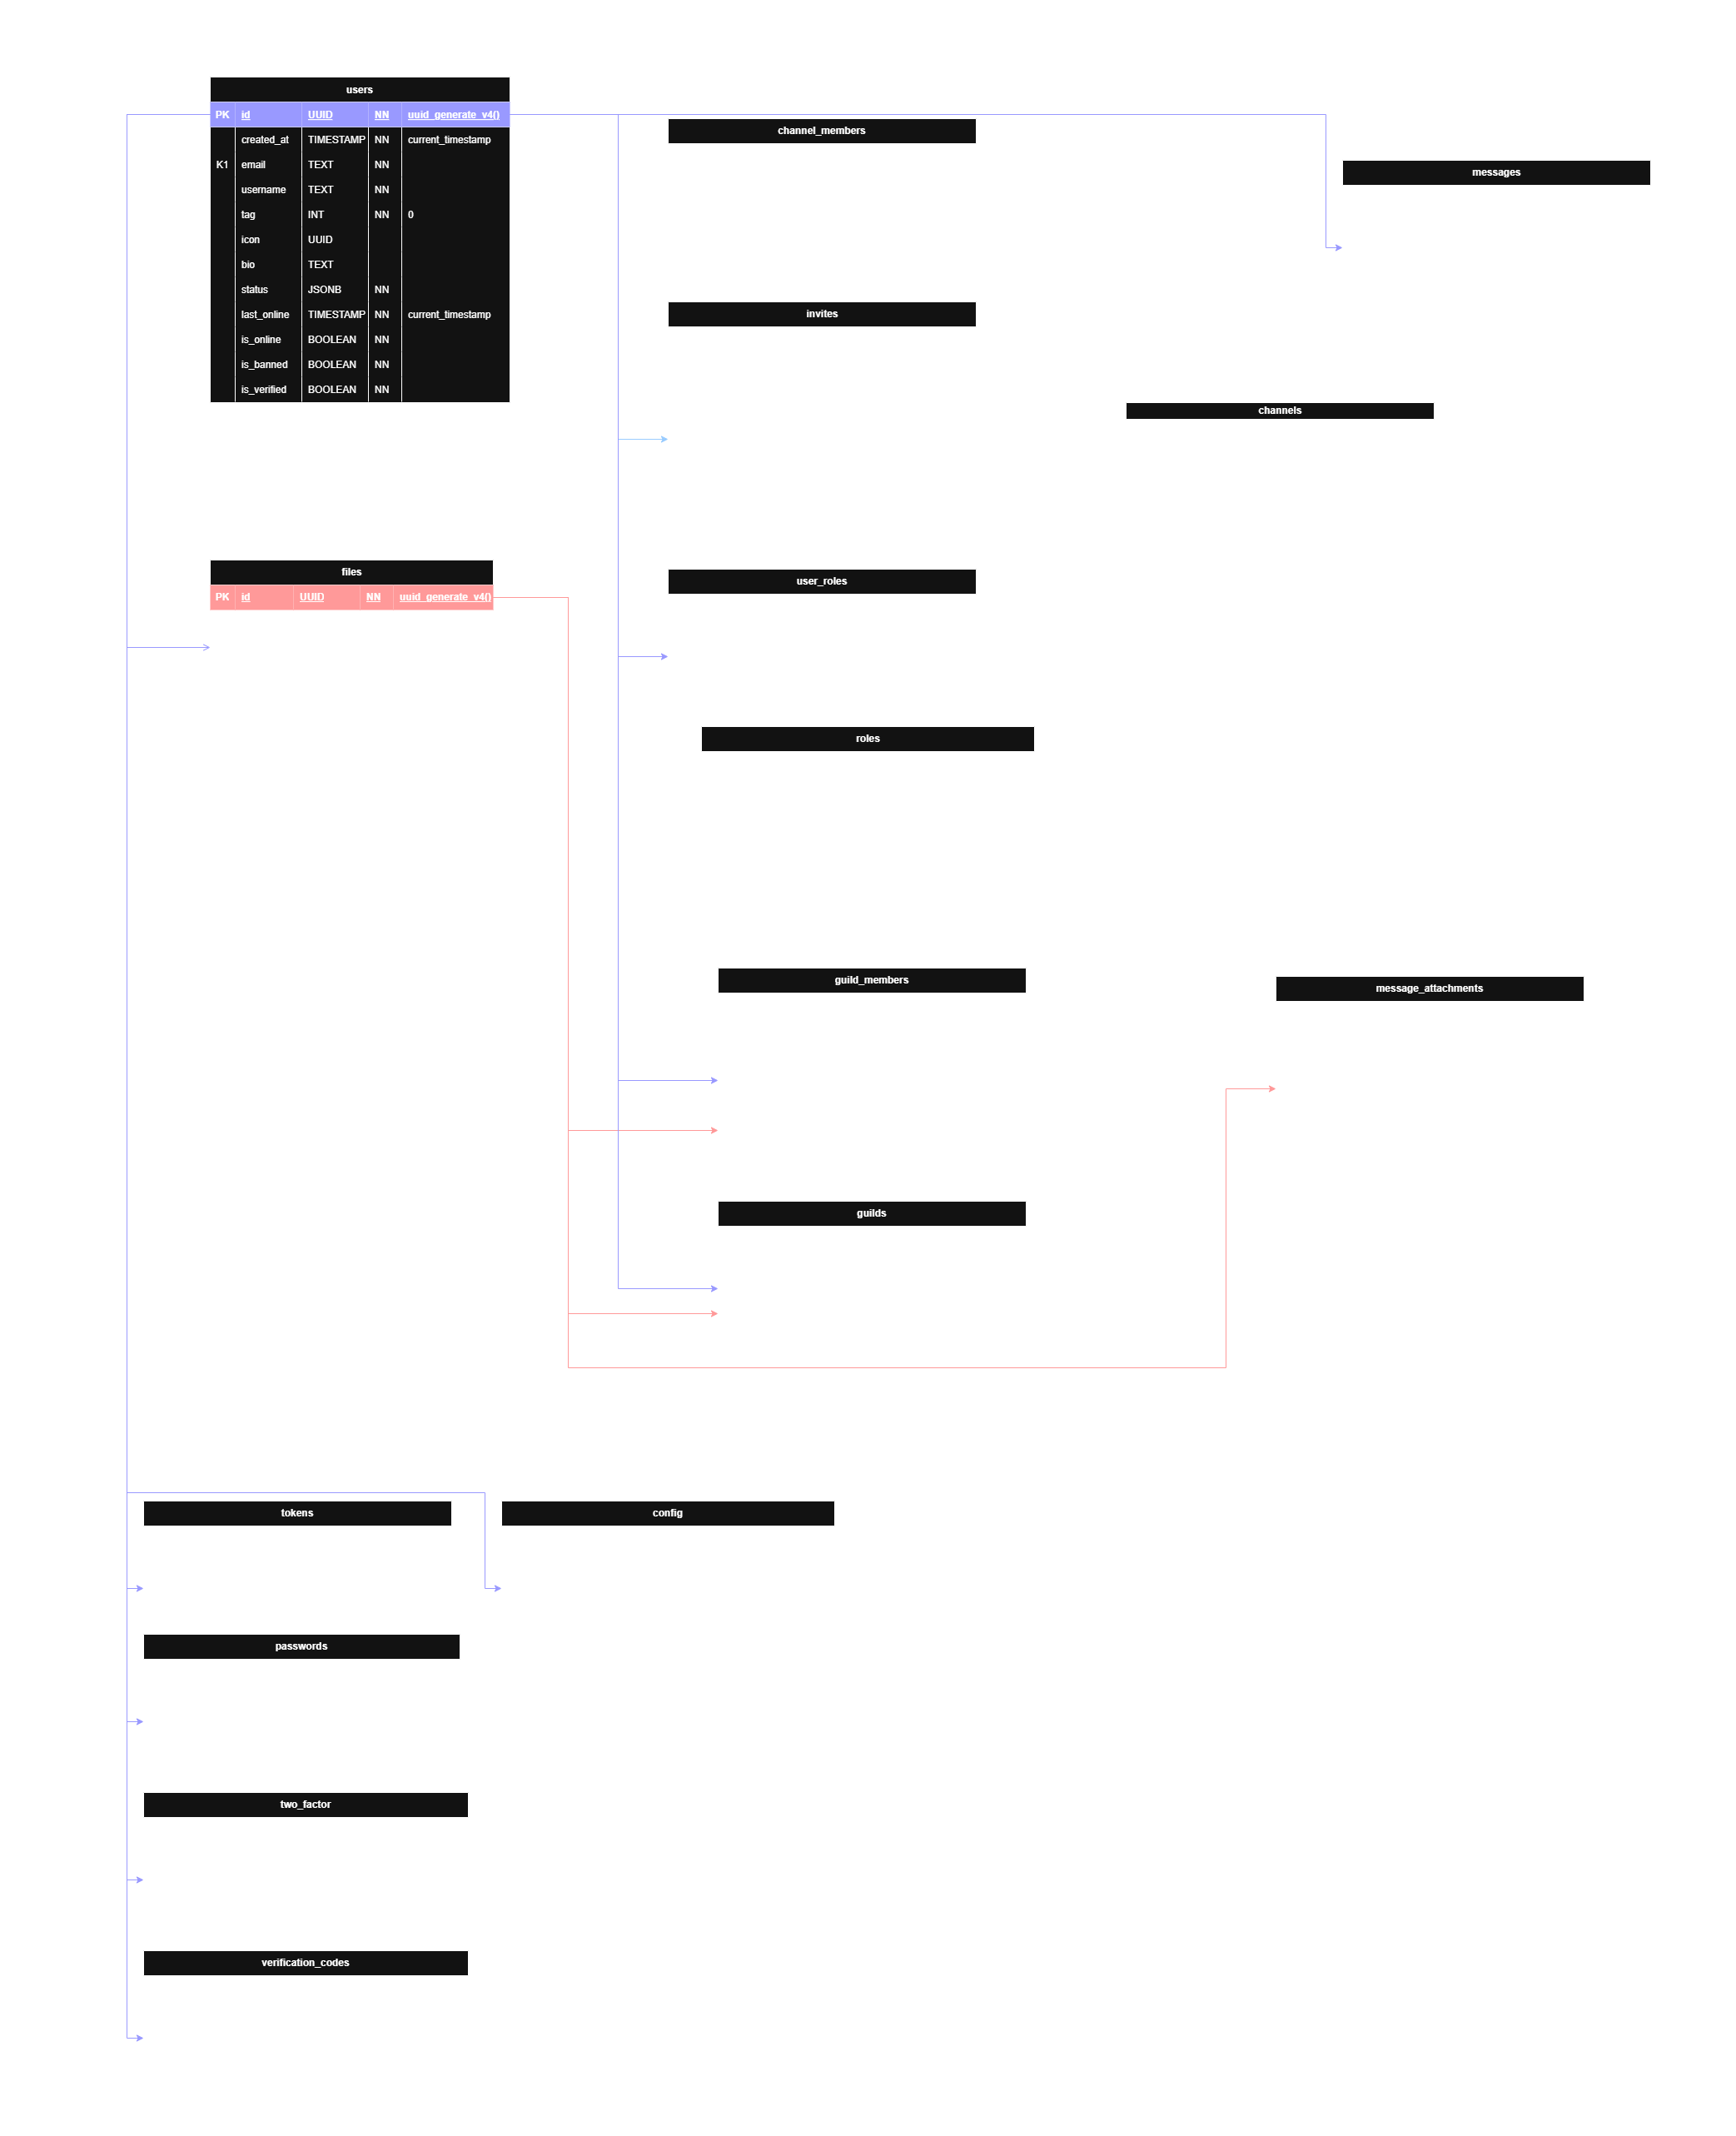 users
PK id UUID NN uuid_generate_v4()
created_at TIMESTAMP NN current_timestamp
K1 email TEXT NN
username TEXT NN
tag INT NN 0
icon UUID
bio TEXT
status JSONB NN
last_online TIMESTAMP NN current_timestamp
is_online BOOLEAN NN
is_banned BOOLEAN NN
is_verified BOOLEAN NN
channel_members
messages
invites
channels
files
PK id UUID NN uuid_generate_v4()
user_roles
roles
guild_members
message_attachments
guilds
tokens
config
passwords
two_factor
verification_codes